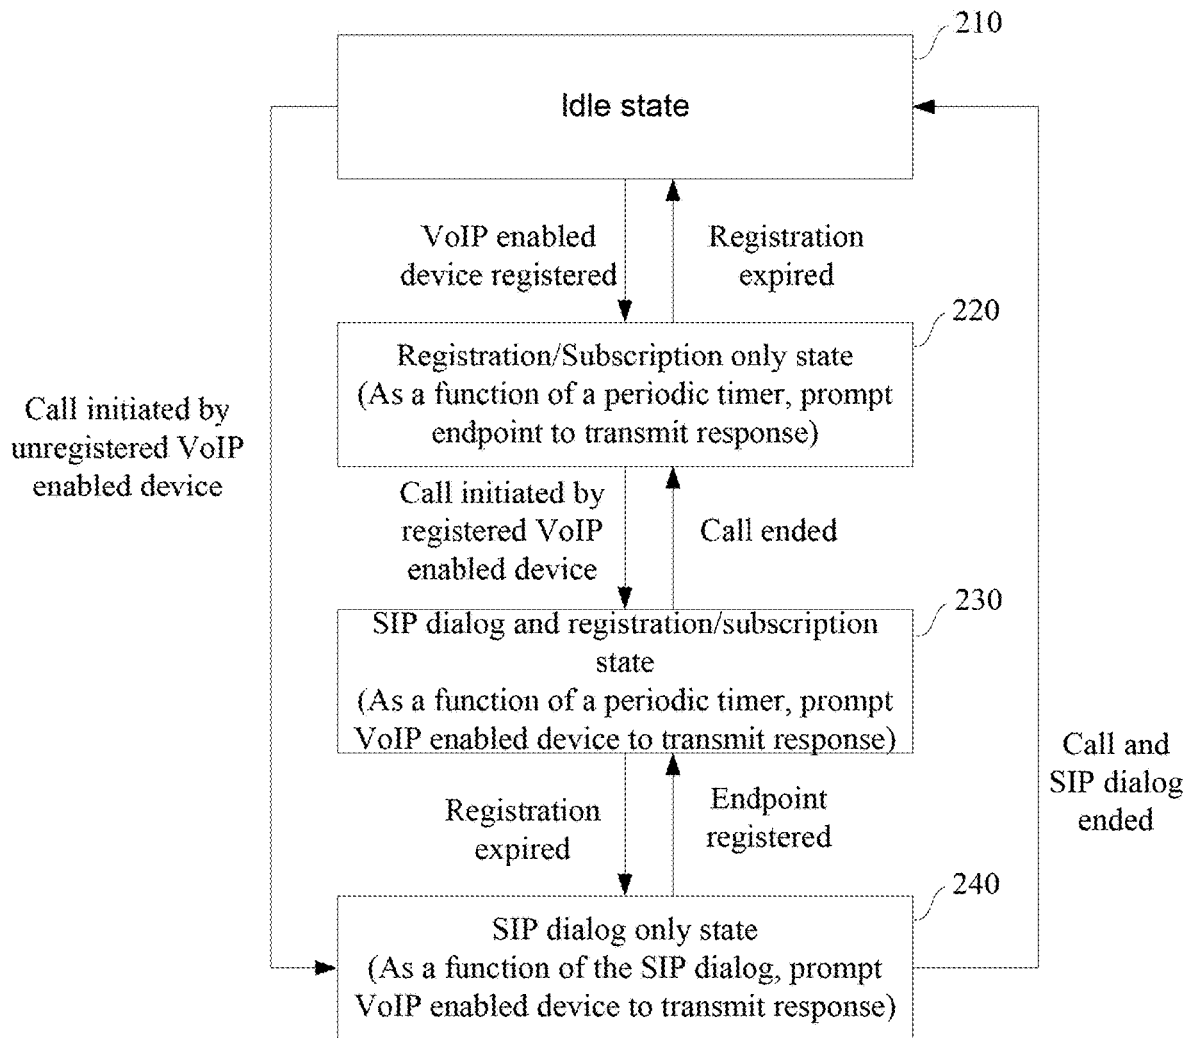 210
Idle state
VoIP enabled
device registered
Registration
expired
220
Registration/Subscription only state
(As a function of a periodic timer, prompt
endpoint to transmit response)
Call initiated by
unregistered VoIP
enabled device
Call initiated by
registered VoIP
enabled device
Call ended
230
SIP dialog and registration/subscription
state
(As a function of a periodic timer, prompt
VoIP enabled device to transmit response)
Call and
SIP dialog
ended
Registration
expired
Endpoint
registered
240
SIP dialog only state
(As a function of the SIP dialog, prompt
VoIP enabled device to transmit response)